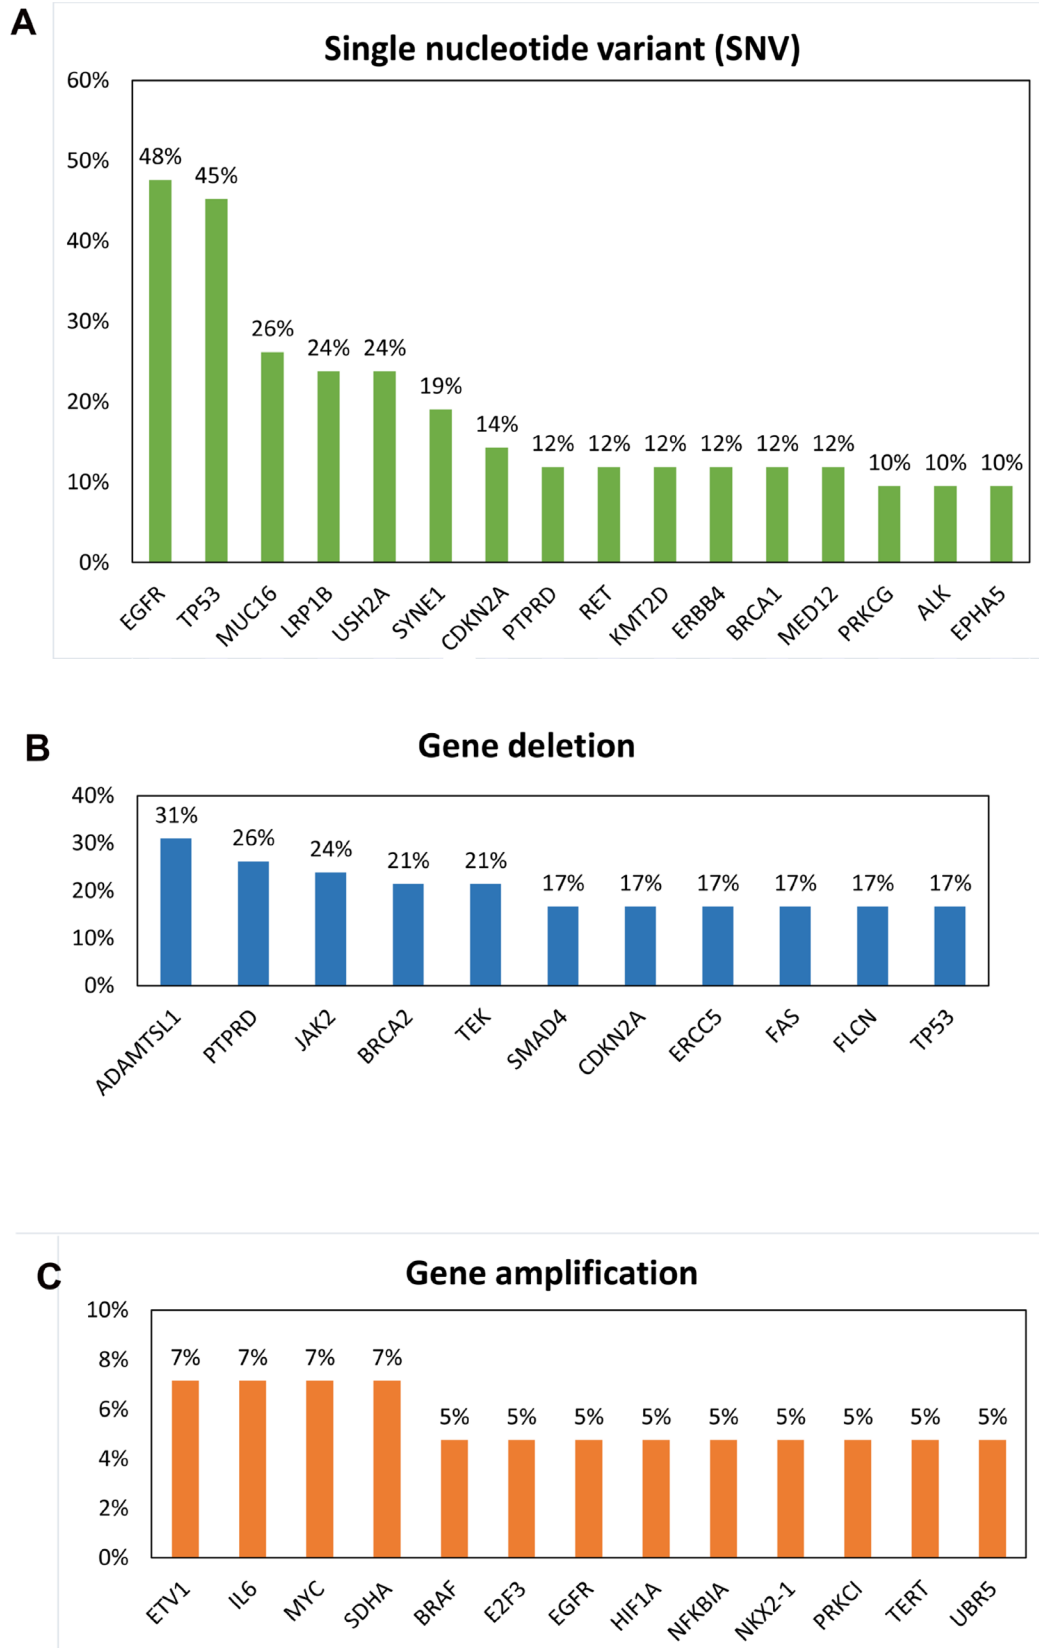 A
Single nucleotide variant (SNV)
60%
50%
40%
30%
20%
10%
0%
48%
45%
26%
24%
24%
19%
14%
12%
12%
12%
12%
12%
12%
10%
10%
10%
EGFR
TP53
MUC16
LRP1B
USH2A
SYNE1
CDKN2A
PTPRD
RET
KMT2D
ERBB4
BRCA1
MED12
PRKCG
ALK
EPHA5
B
Gene deletion
40%
30%
20%
10%
0%
31%
26%
24%
21%
21%
17%
17%
17%
17%
17%
17%
ADAMTSL1
PTPRD
JAK2
BRCA2
TEK
SMAD4
CDKN2A
ERCC5
FAS
FLCN
TP53
C
Gene amplification
10%
8%
6%
4%
2%
0%
7%
7%
7%
7%
5%
5%
5%
5%
5%
5%
5%
5%
5%
ETV1
IL6
MYC
SDHA
BRAF
E2F3
EGFR
HIF1A
NFKBIA
NKX2-1
PRKCI
TERT
UBR5